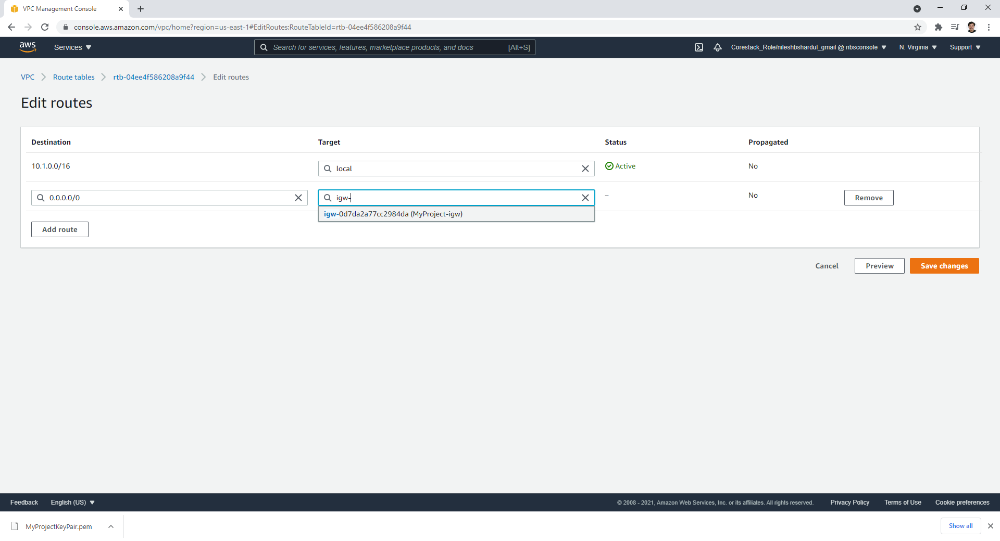 VPC Management Console
console.aws.amazon.com/vpc/home?region=us-east-1#EditRoutes:RouteTableId=rtb-04ee4f586208a9f44
aws
Services
Search for services, features, marketplace products, and docs [Alt+S]
Corestack_Role/nileshbshardul_gmail @ nbsconsole
N. Virginia
Support
VPC
Route tables
rtb-04ee4f586208a9f44
Edit routes
Edit routes
Destination Target Status Propagated
10.1.0.0/16 local Active No
0.0.0.0/0 igw- – No Remove
igw-0d7da2a77cc2984da (MyProject-igw)
Add route
Cancel Preview Save changes
Feedback English (US) © 2008 - 2021, Amazon Web Services, Inc. or its affiliates. All rights reserved. Privacy Policy Terms of Use Cookie preferences
MyProjectKeyPair.pem Show all